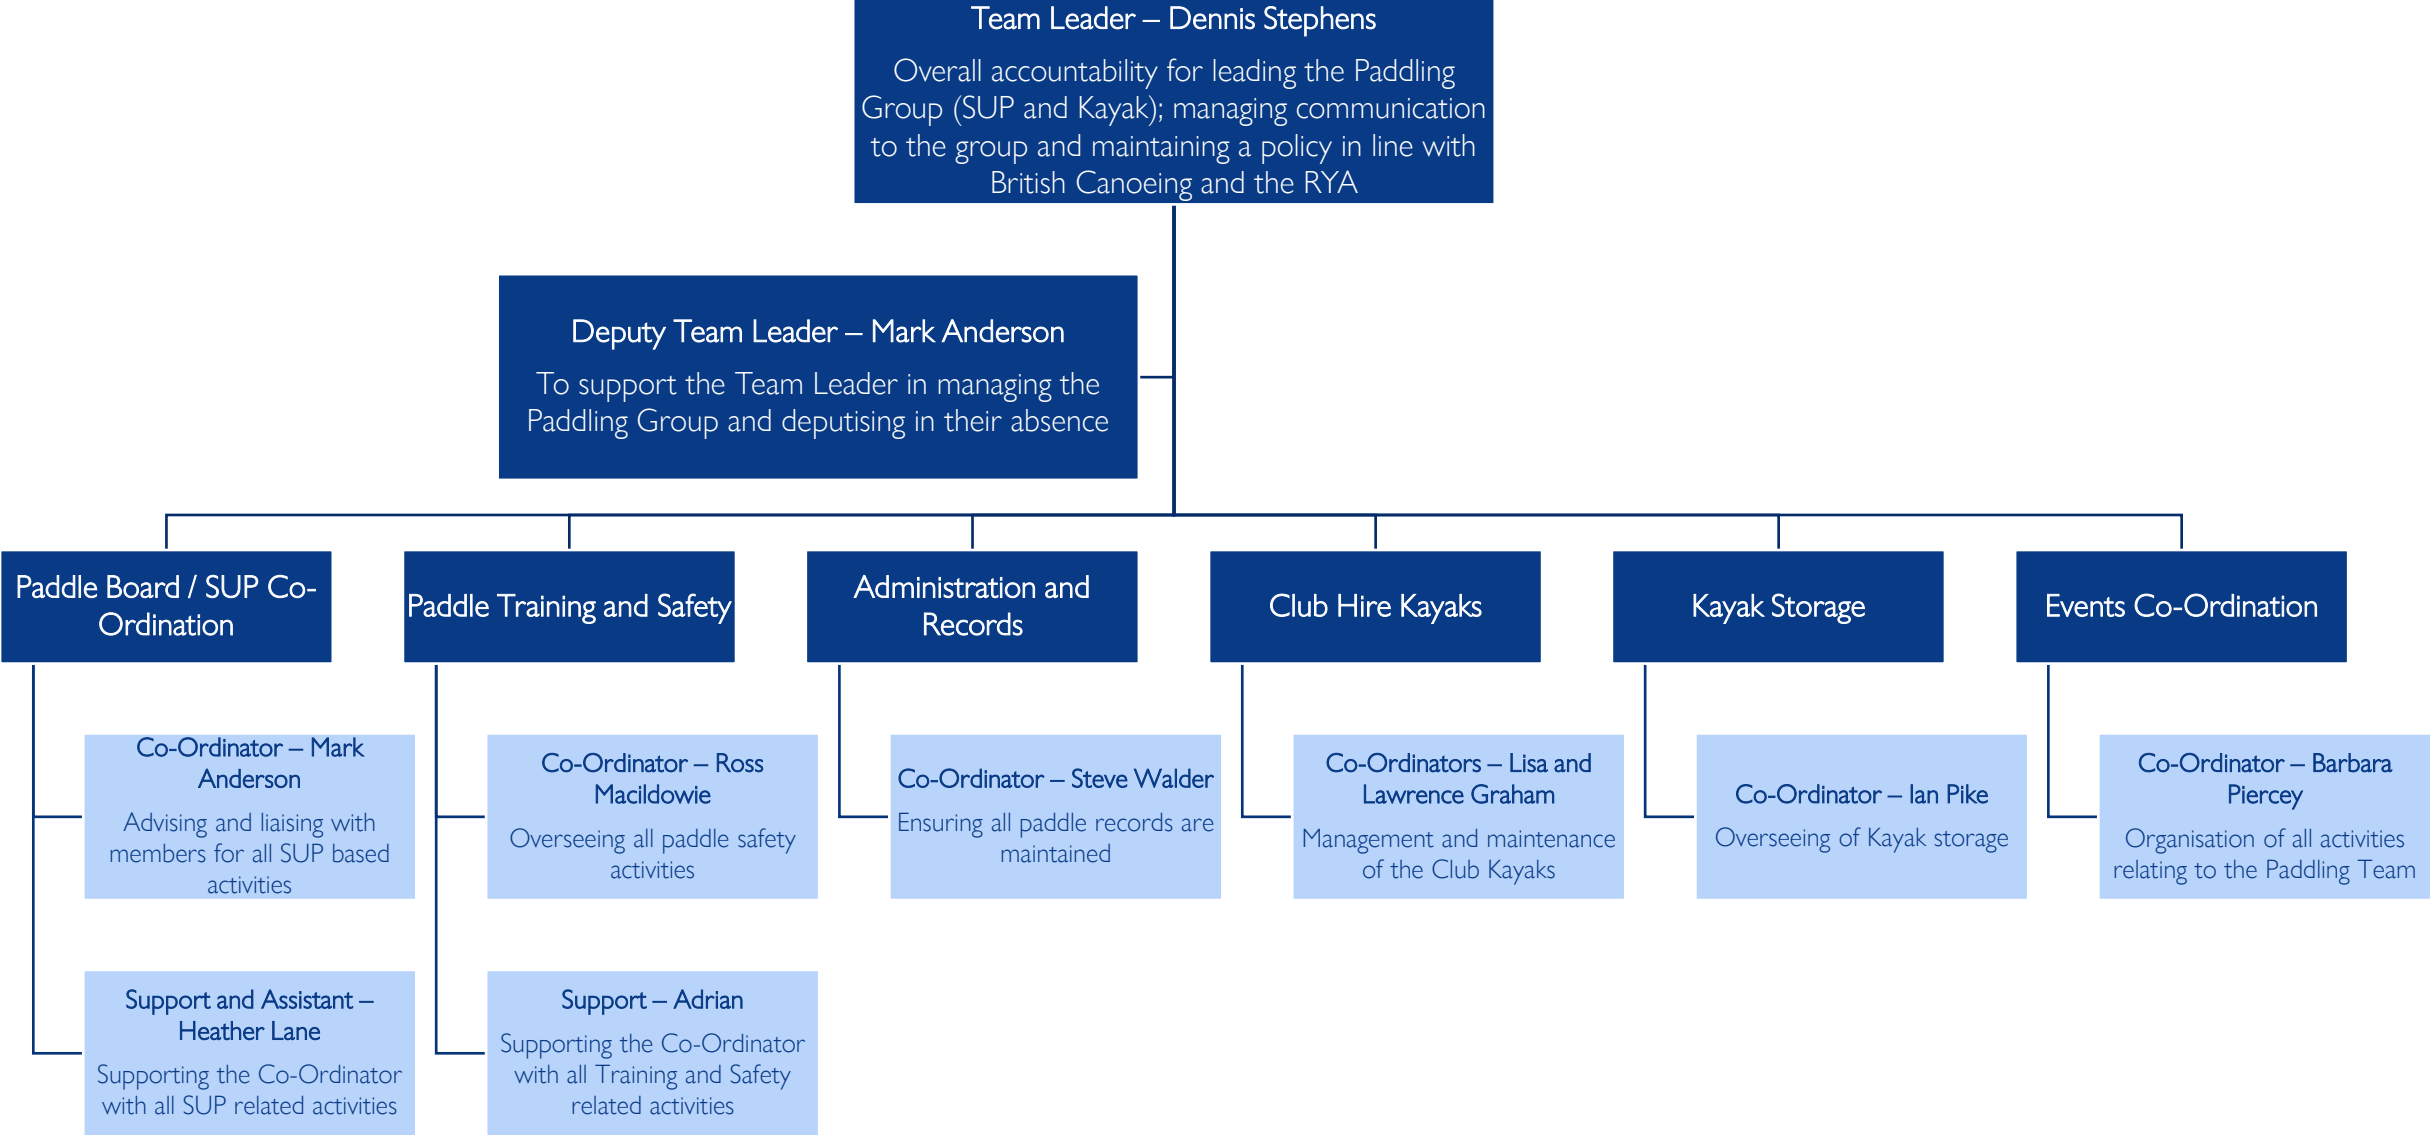 Team Leader – Dennis Stephens
Overall accountability for leading the Paddling
Group (SUP and Kayak); managing communication
to the group and maintaining a policy in line with
British Canoeing and the RYA
Deputy Team Leader – Mark Anderson
To support the Team Leader in managing the
Paddling Group and deputising in their absence
Paddle Board / SUP Co-
Ordination
Paddle Training and Safety
Administration and
Records
Club Hire Kayaks
Kayak Storage
Events Co-Ordination
Co-Ordinator – Mark
Anderson
Advising and liaising with
members for all SUP based
activities
Co-Ordinator – Ross
Macildowie
Overseeing all paddle safety
activities
Co-Ordinator – Steve Walder
Ensuring all paddle records are
maintained
Co-Ordinators – Lisa and
Lawrence Graham
Management and maintenance
of the Club Kayaks
Co-Ordinator – Ian Pike
Overseeing of Kayak storage
Co-Ordinator – Barbara
Piercey
Organisation of all activities
relating to the Paddling Team
Support and Assistant –
Heather Lane
Supporting the Co-Ordinator
with all SUP related activities
Support – Adrian
Supporting the Co-Ordinator
with all Training and Safety
related activities